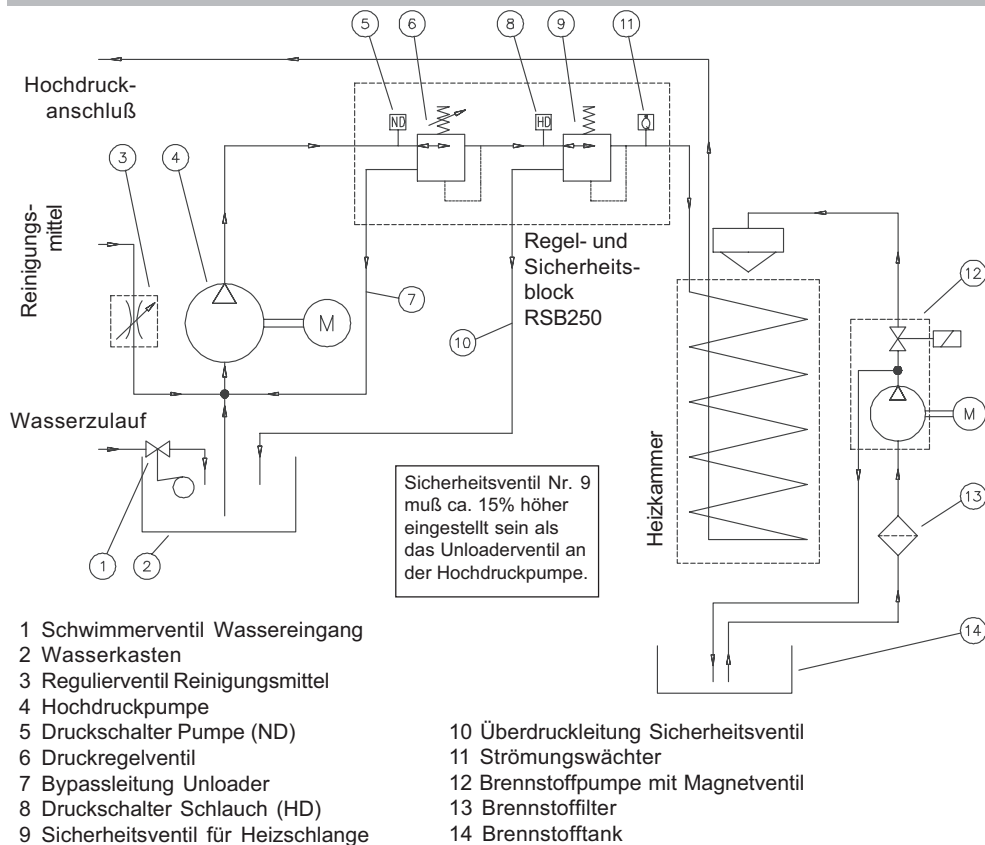 5
6
8
9
11
Hochdruck-
anschluß
ND
HD
3
4
Reinigungs-
mittel
M
7
10
Regel- und
Sicherheits-
block
RSB250
12
M
Wasserzulauf
Heizkammer
Sicherheitsventil Nr. 9
muß ca. 15% höher
eingestellt sein als
das Unloaderventil an
der Hochdruckpumpe.
13
1
2
14
1 Schwimmerventil Wassereingang
2 Wasserkasten
3 Regulierventil Reinigungsmittel
4 Hochdruckpumpe
5 Druckschalter Pumpe (ND)
6 Druckregelventil
7 Bypassleitung Unloader
8 Druckschalter Schlauch (HD)
9 Sicherheitsventil für Heizschlange
10 Überdruckleitung Sicherheitsventil
11 Strömungswächter
12 Brennstoffpumpe mit Magnetventil
13 Brennstoffilter
14 Brennstofftank